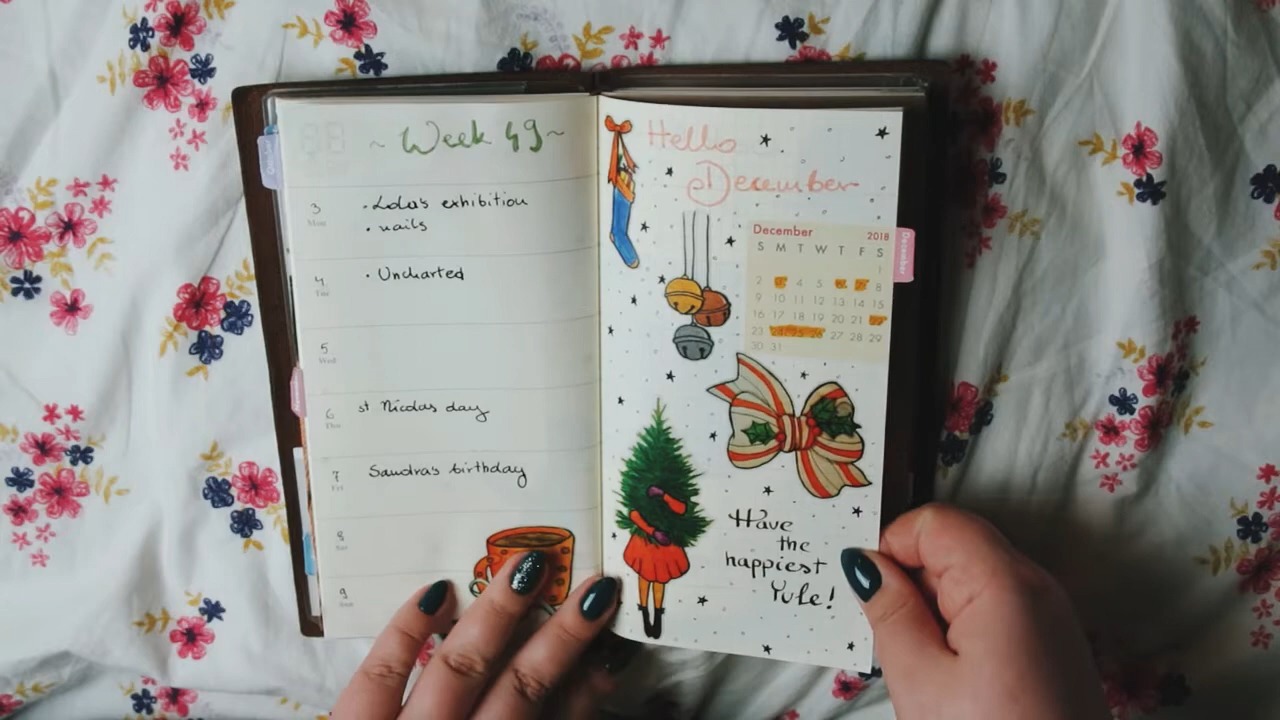 ~ Week 49 ~
3 • Lola's exhibition
Mon • nails
4 • Uncharted
Tue
5
Wed
6 st Nicolas day
Thu
7 Sandra's birthday
Fri
8
Sat
9
Sun
Hello
December
December 2018
S M T W T F S
1
2 3 4 5 6 7 8
9 10 11 12 13 14 15
16 17 18 19 20 21 22
23 24 25 26 27 28 29
30 31
December
Have
the
happiest
Yule!